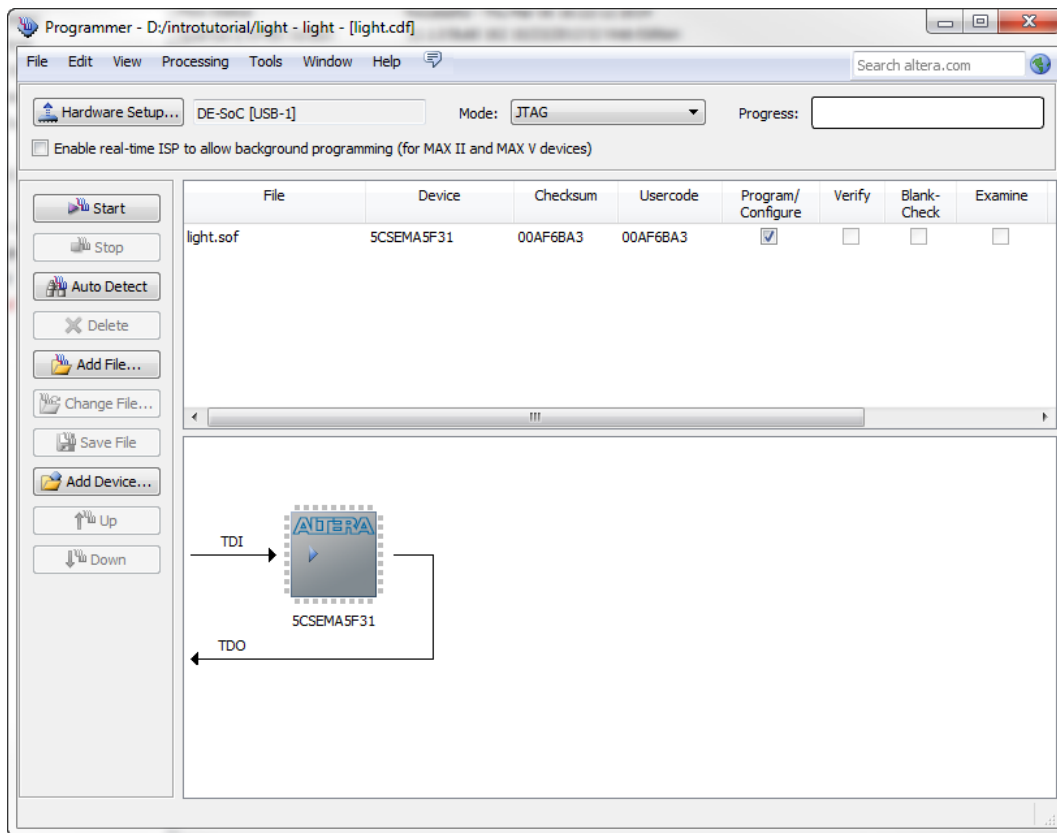 Programmer - D:/introtutorial/light - light - [light.cdf]
File Edit View Processing Tools Window Help
Search altera.com
Hardware Setup... DE-SoC [USB-1] Mode: JTAG Progress:
Enable real-time ISP to allow background programming (for MAX II and MAX V devices)
Start
Stop
Auto Detect
Delete
Add File...
Change File...
Save File
Add Device...
Up
Down
File Device Checksum Usercode Program/ Verify Blank- Examine
Configure Check
light.sof 5CSEMA5F31 00AF6BA3 00AF6BA3
ALTERA
TDI
5CSEMA5F31
TDO